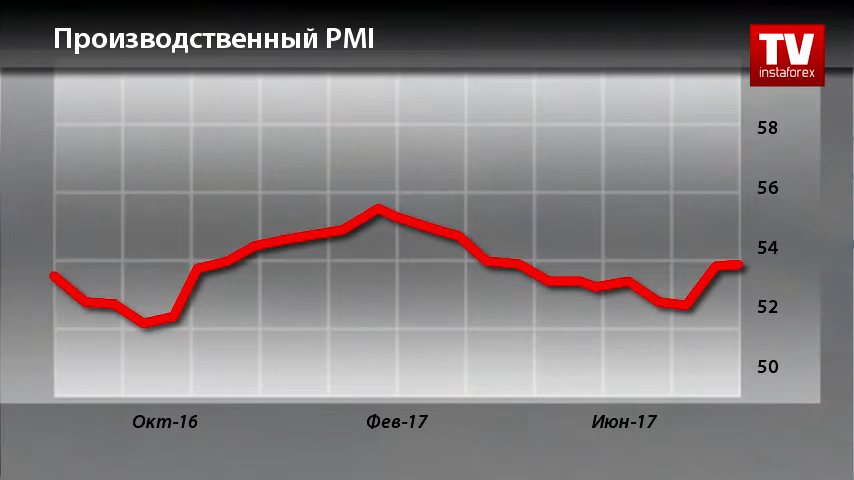 Производственный PMI
TV
instaforex
58
56
54
52
50
Окт-16
Фев-17
Июн-17